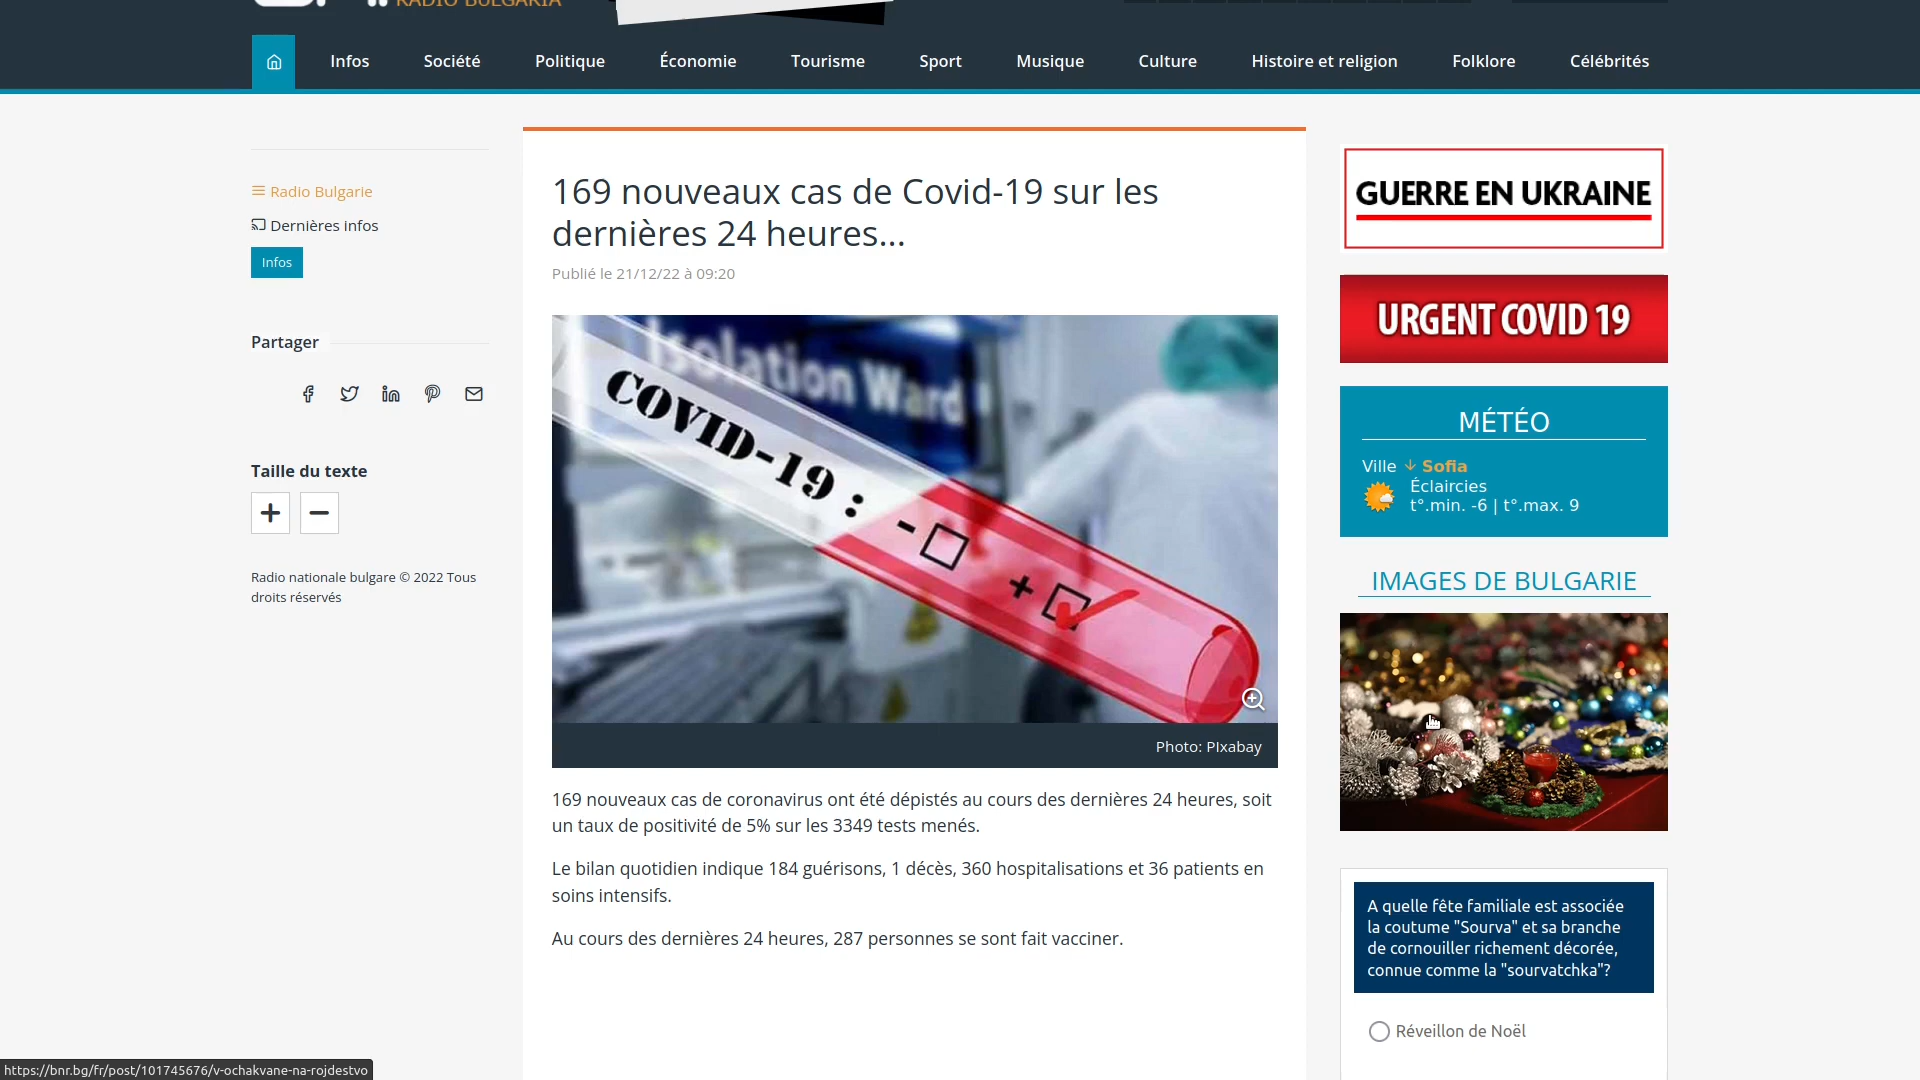 RADIO BULGARIA
Infos
Société
Politique
Économie
Tourisme
Sport
Musique
Culture
Histoire et religion
Folklore
Célébrités
Radio Bulgarie
Dernières infos
Infos
Partager
Taille du texte
Radio nationale bulgare © 2022 Tous
droits réservés
169 nouveaux cas de Covid-19 sur les
dernières 24 heures...
Publié le 21/12/22 à 09:20
Isolation Ward
COVID-19 : -
+
Photo: PIxabay
169 nouveaux cas de coronavirus ont été dépistés au cours des dernières 24 heures, soit
un taux de positivité de 5% sur les 3349 tests menés.
Le bilan quotidien indique 184 guérisons, 1 décès, 360 hospitalisations et 36 patients en
soins intensifs.
Au cours des dernières 24 heures, 287 personnes se sont fait vacciner.
GUERRE EN UKRAINE
URGENT COVID 19
MÉTÉO
Ville ↓ Sofia
Éclaircies
t°.min. -6 | t°.max. 9
IMAGES DE BULGARIE
A quelle fête familiale est associée
la coutume "Sourva" et sa branche
de cornouiller richement décorée,
connue comme la "sourvatchka"?
Réveillon de Noël
https://bnr.bg/fr/post/101745676/v-ochakvane-na-rojdestvo